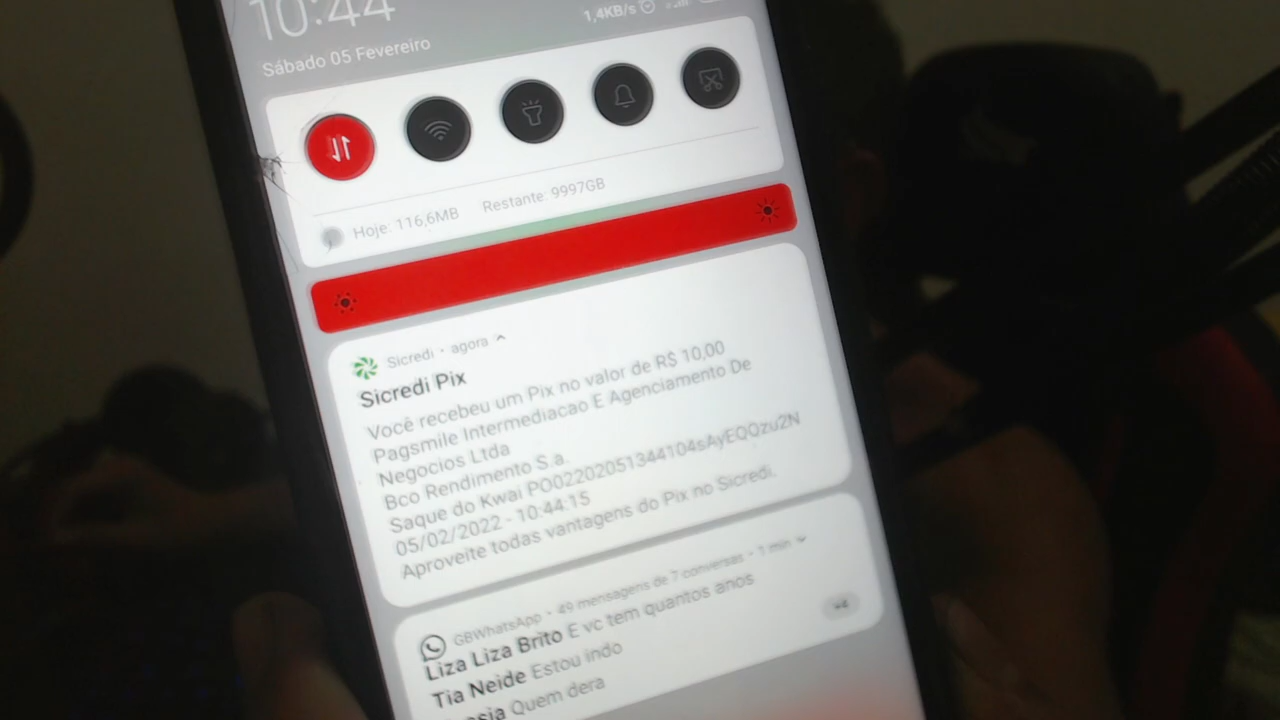 10:44
1,4KB/s
Sábado 05 Fevereiro
Hoje: 116,6MB Restante: 9997GB
Sicredi • agora
Sicredi Pix
Você recebeu um Pix no valor de R$ 10,00
Pagsmile Intermediacao E Agenciamento De
Negocios Ltda
Bco Rendimento S.a.
Saque do Kwai PO02202051344104sAyEQQzu2N
05/02/2022 - 10:44:15
Aproveite todas vantagens do Pix no Sicredi.
GBWhatsApp • 49 mensagens de 7 conversas • 1 min
Liza Liza Brito E vc tem quantos anos
+4
Tia Neide Estou indo
Quem dera